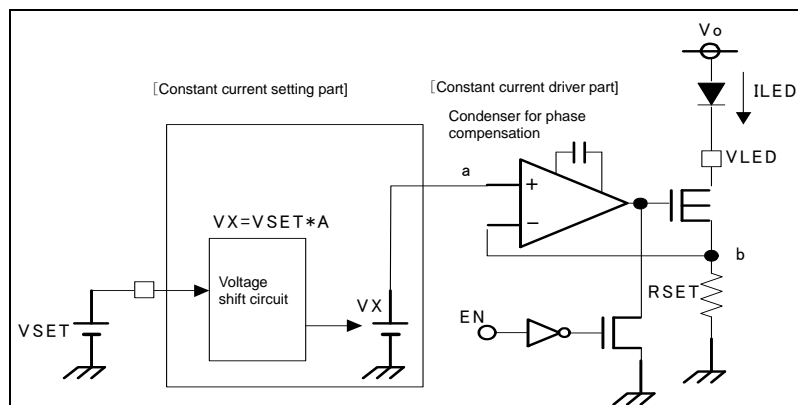 Vo
[Constant current setting part]
[Constant current driver part]
ILED
Condenser for phase
compensation
VLED
a
+
VX=VSET*A
−
b
Voltage
shift circuit
RSET
VX
EN
VSET